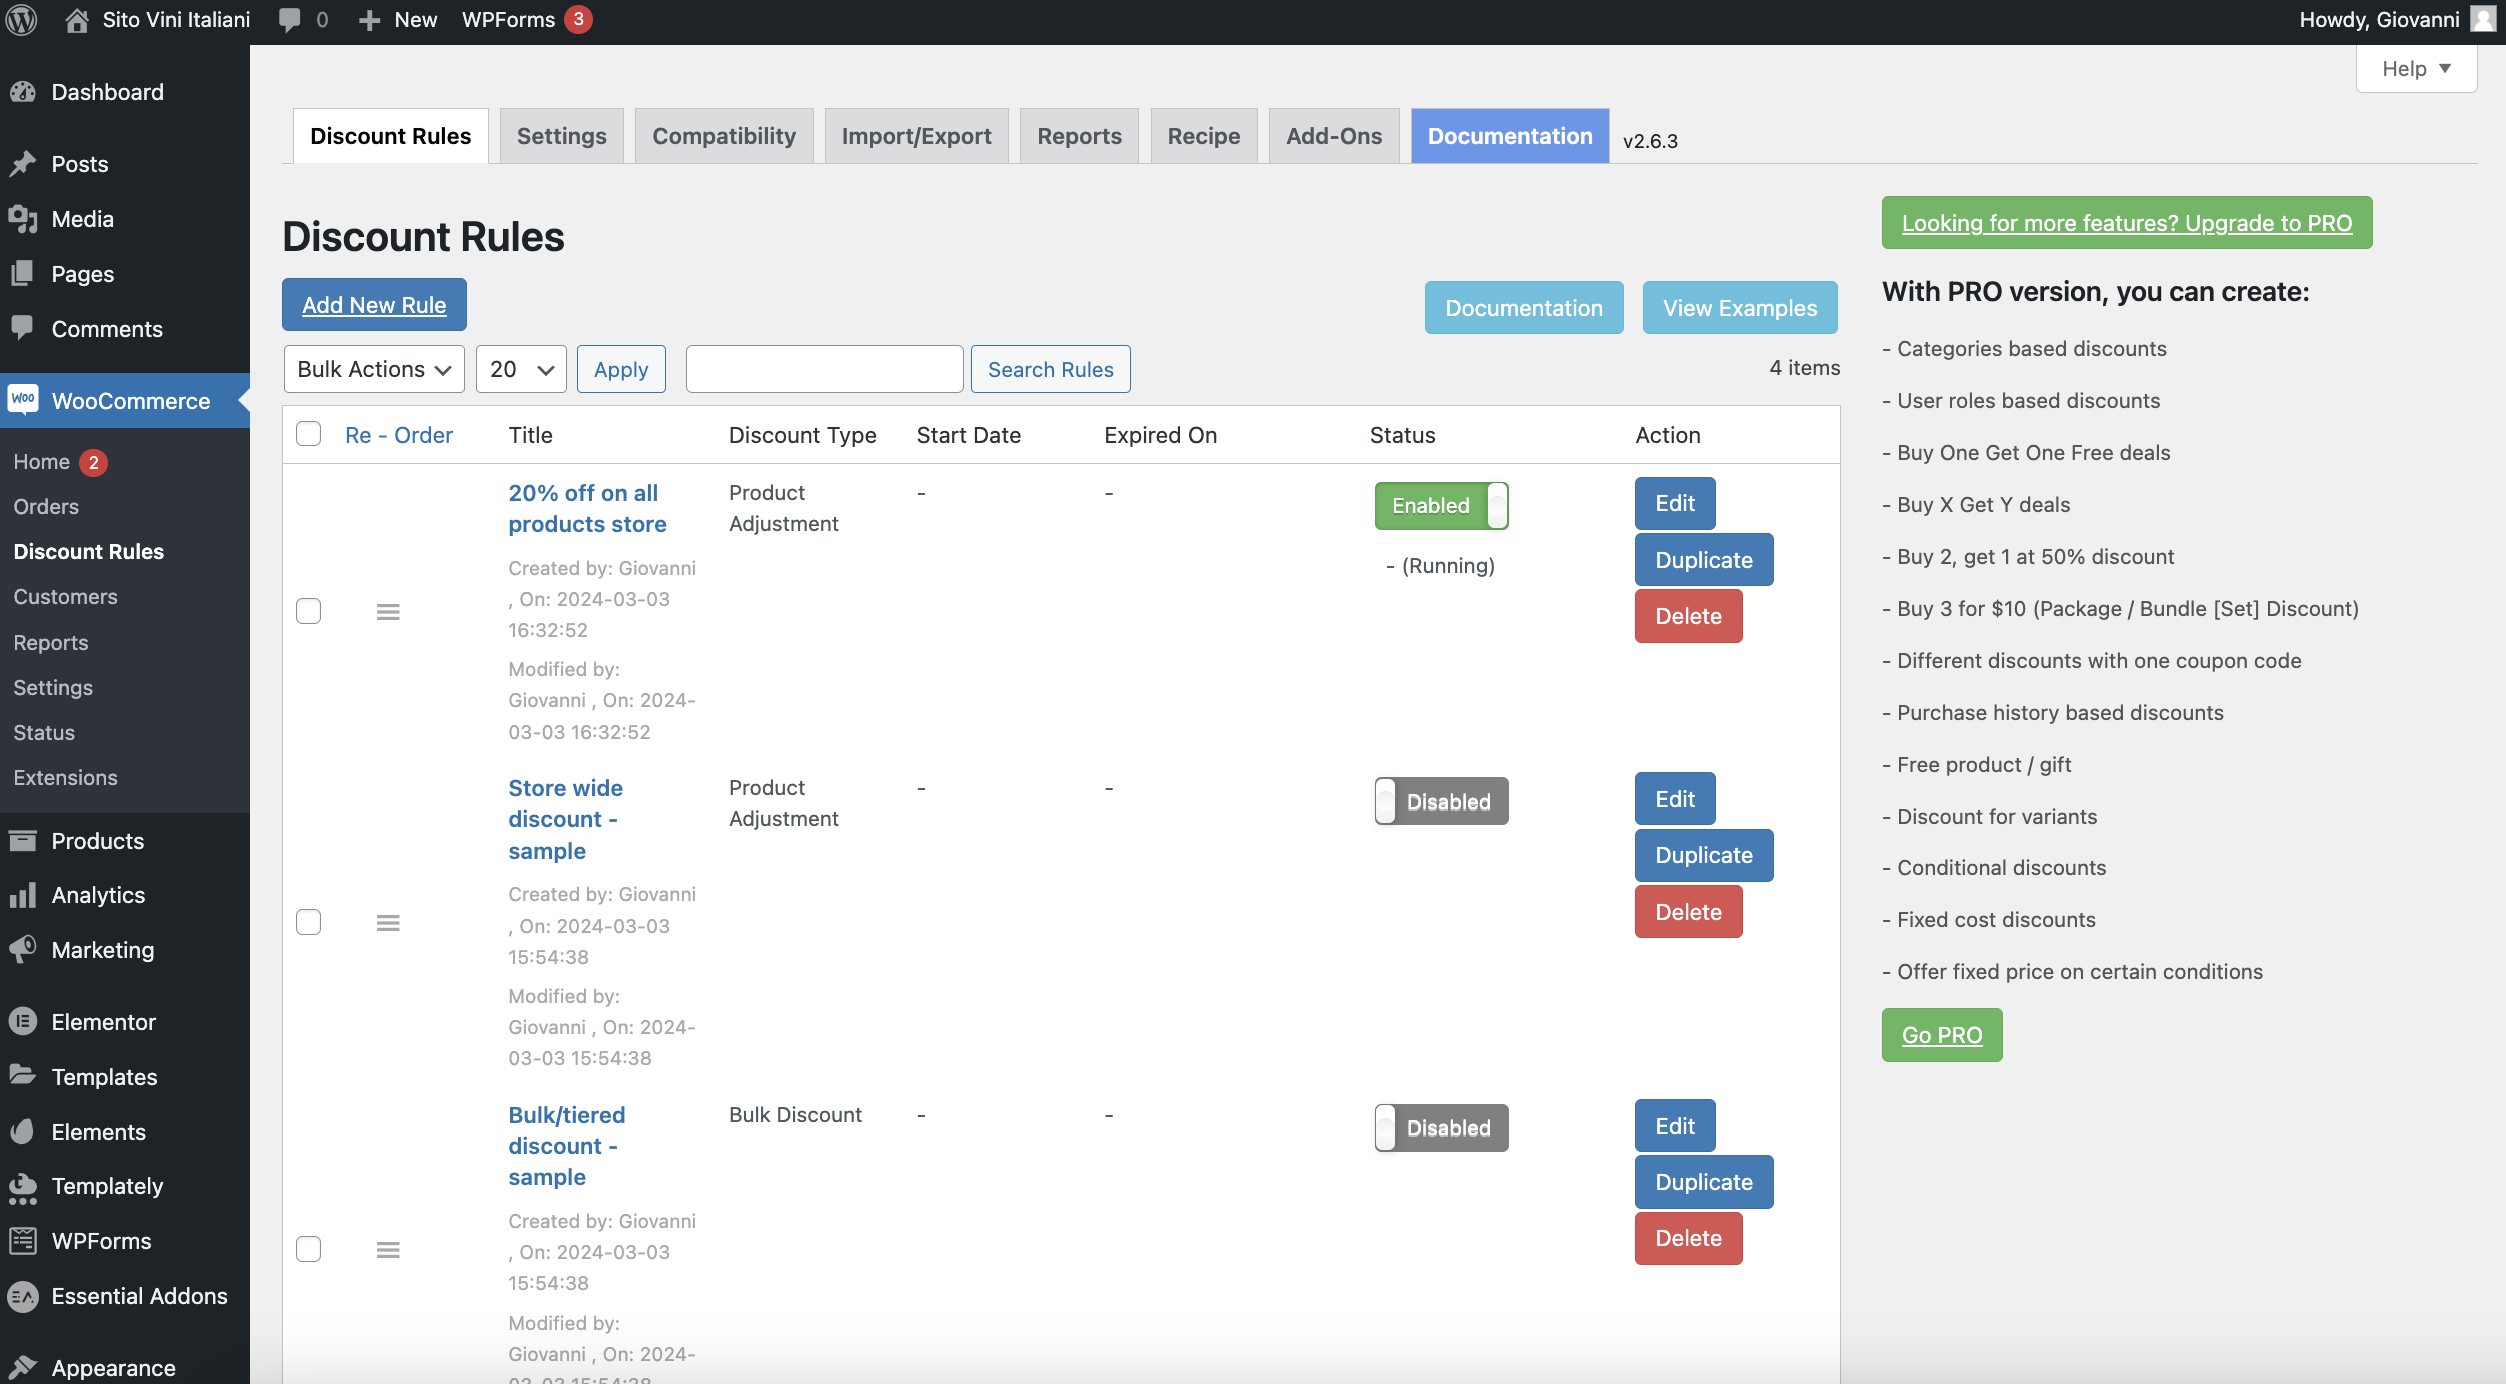 Sito Vini Italiani
0
New
WPForms 3
Howdy, Giovanni
Help
Dashboard
Posts
Media
Pages
Comments
Woo WooCommerce
Home 2
Orders
Discount Rules
Customers
Reports
Settings
Status
Extensions
Products
Analytics
Marketing
Elementor
Templates
Elements
Templately
WPForms
EA Essential Addons
Appearance
Discount Rules
Settings
Compatibility
Import/Export
Reports
Recipe
Add-Ons
Documentation
v2.6.3
Discount Rules
Add New Rule
Documentation
View Examples
Bulk Actions
20
Apply
Search Rules
4 items
Re - Order
Title
Discount Type
Start Date
Expired On
Status
Action
20% off on all
products store
Created by: Giovanni
, On: 2024-03-03
16:32:52
Modified by:
Giovanni , On: 2024-
03-03 16:32:52
Product
Adjustment
-
-
Enabled
- (Running)
Edit
Duplicate
Delete
Store wide
discount -
sample
Created by: Giovanni
, On: 2024-03-03
15:54:38
Modified by:
Giovanni , On: 2024-
03-03 15:54:38
Product
Adjustment
-
-
Disabled
Edit
Duplicate
Delete
Bulk/tiered
discount -
sample
Created by: Giovanni
, On: 2024-03-03
15:54:38
Modified by:
Giovanni , On: 2024-
03-03 15:54:38
Bulk Discount
-
-
Disabled
Edit
Duplicate
Delete
Looking for more features? Upgrade to PRO
With PRO version, you can create:
- Categories based discounts
- User roles based discounts
- Buy One Get One Free deals
- Buy X Get Y deals
- Buy 2, get 1 at 50% discount
- Buy 3 for $10 (Package / Bundle [Set] Discount)
- Different discounts with one coupon code
- Purchase history based discounts
- Free product / gift
- Discount for variants
- Conditional discounts
- Fixed cost discounts
- Offer fixed price on certain conditions
Go PRO